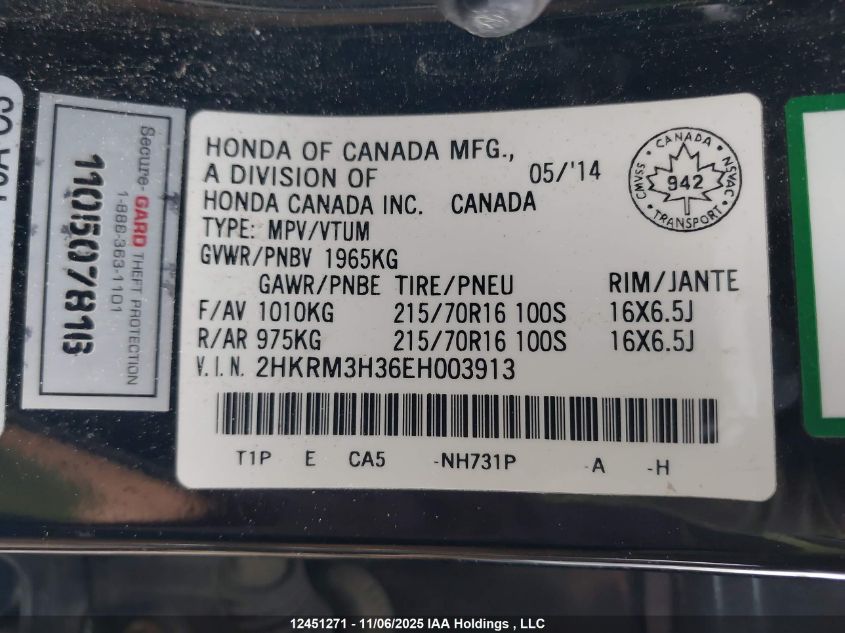 HONDA OF CANADA MFG.,
A DIVISION OF 05/'14
HONDA CANADA INC. CANADA
TYPE: MPV/VTUM
GVWR/PNBV 1965KG
GAWR/PNBE TIRE/PNEU RIM/JANTE
F/AV 1010KG 215/70R16 100S 16X6.5J
R/AR 975KG 215/70R16 100S 16X6.5J
V.I.N. 2HKRM3H36EH003913
T1P E CA5 -NH731P -A -H
CANADA
CMVSS
942
NSVAC
TRANSPORT
Secure-GARD THEFT PROTECTION
1-888-363-1101
11050781B
12451271 - 11/06/2025 IAA Holdings , LLC